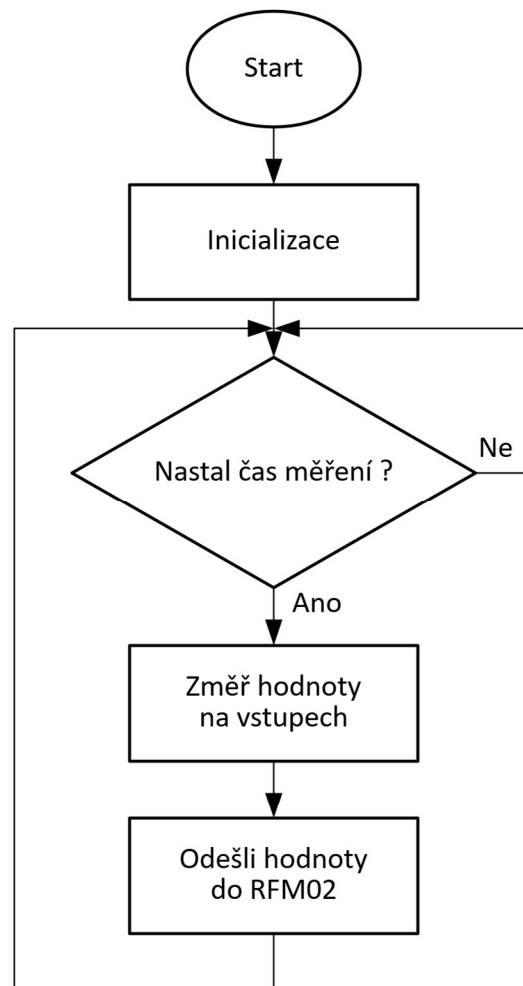 Start
Inicializace
Nastal čas měření ?
Ne
Ano
Změř hodnoty
na vstupech
Odešli hodnoty
do RFM02